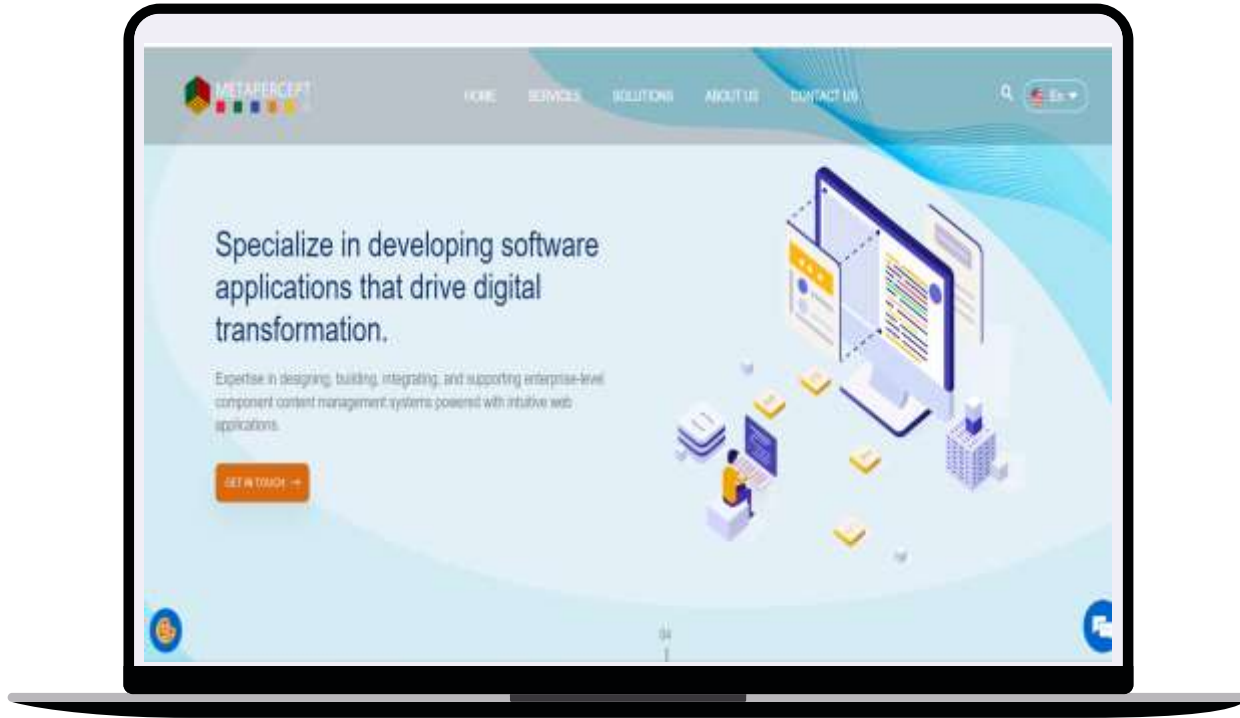 METAPERCEPT
HOME SERVICES SOLUTIONS ABOUT US CONTACT US
En
Specialize in developing software
applications that drive digital
transformation.
Expertise in designing, building, integrating, and supporting enterprise-level
component content management systems powered with intuitive web
applications.
GET IN TOUCH →
04